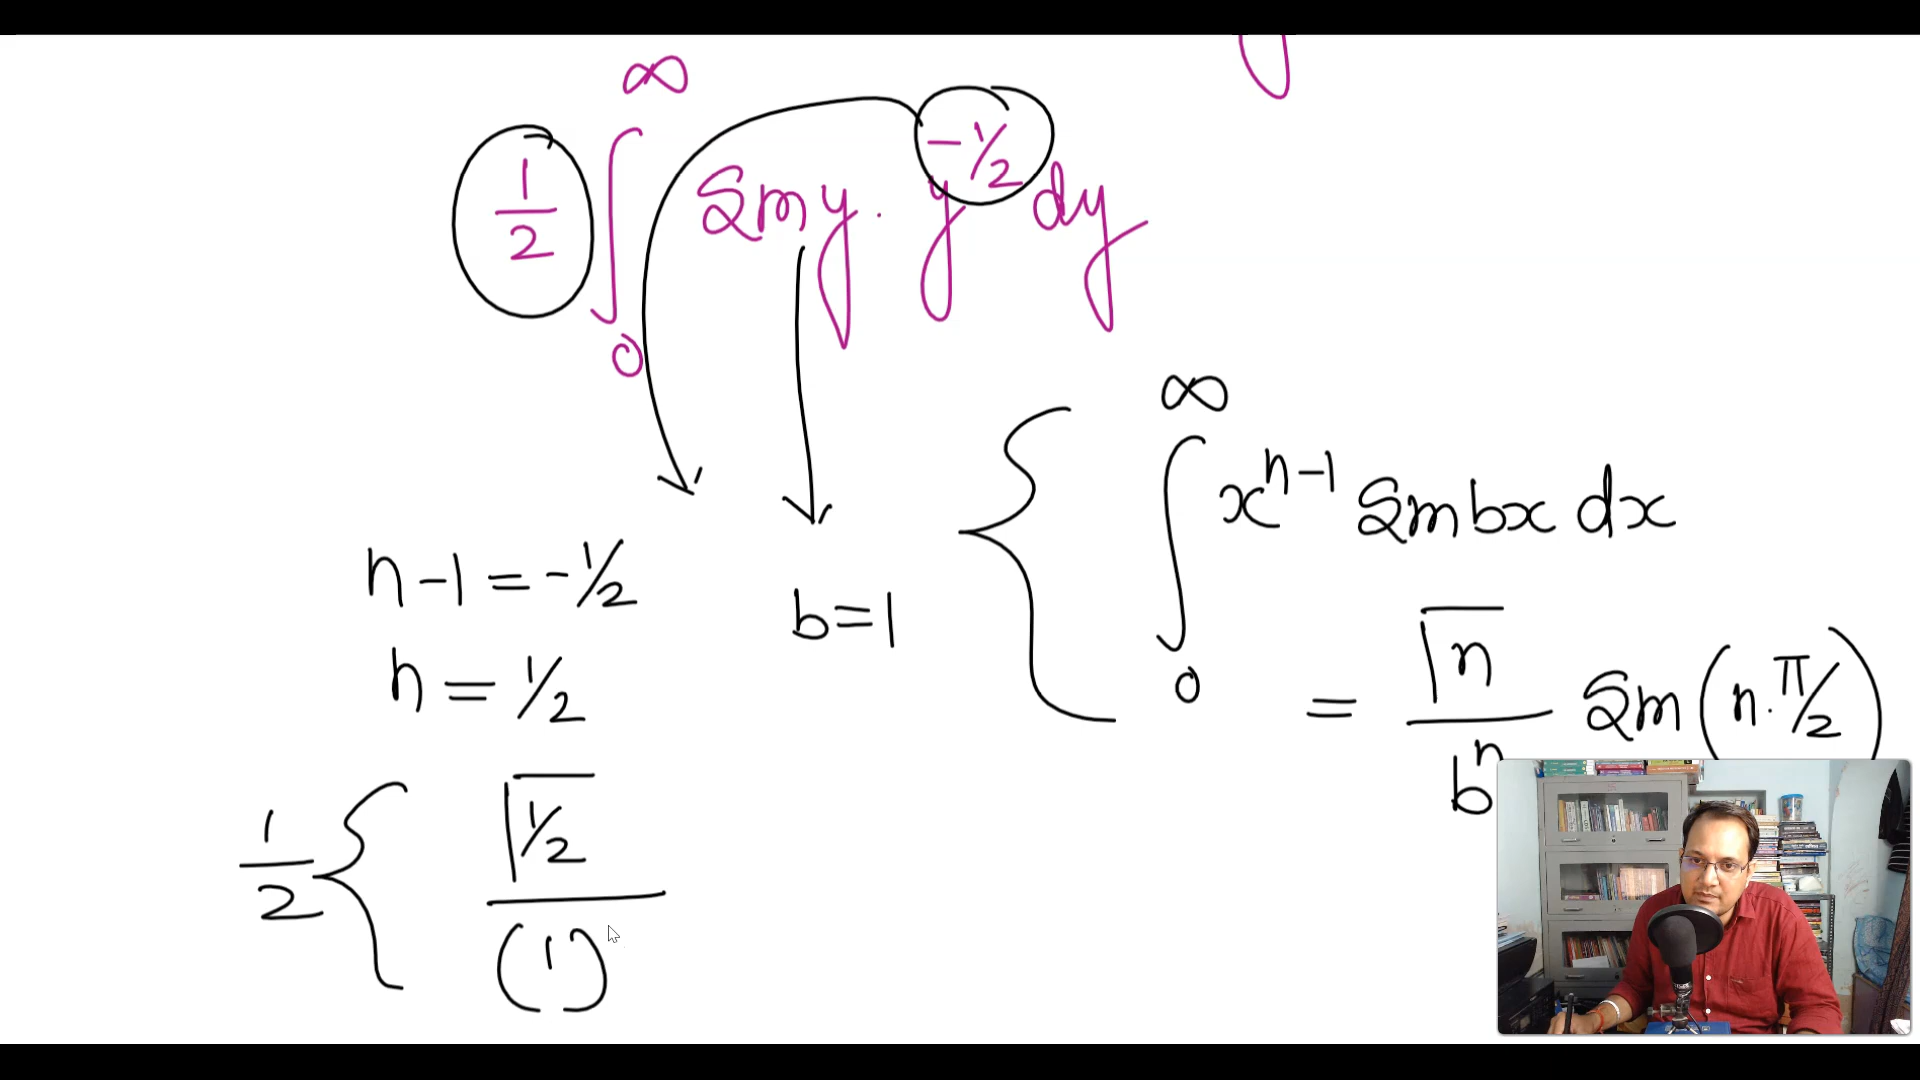 1/2 ∫₀^∞ Sin y · y^(-1/2) dy
∫₀^∞ x^(n-1) Sin bx dx
n-1 = -1/2
b=1
n = 1/2
= Γn / b^n Sin (n·π/2)
1/2 { Γ1/2 / (1)